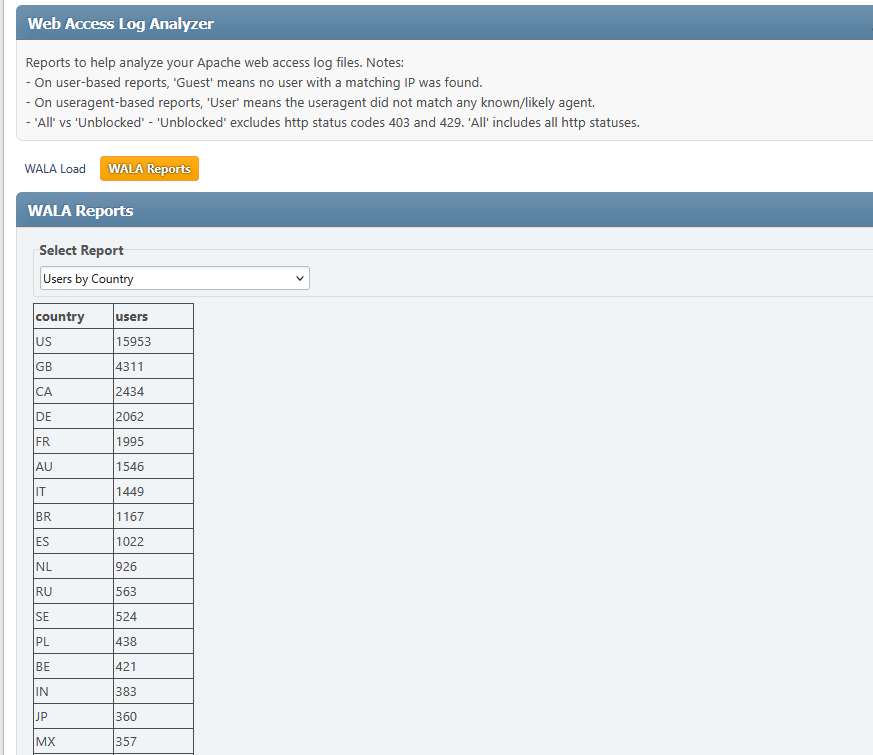 Web Access Log Analyzer
Reports to help analyze your Apache web access log files. Notes:
- On user-based reports, 'Guest' means no user with a matching IP was found.
- On useragent-based reports, 'User' means the useragent did not match any known/likely agent.
- 'All' vs 'Unblocked' - 'Unblocked' excludes http status codes 403 and 429. 'All' includes all http statuses.
WALA Load WALA Reports
WALA Reports
Select Report
Users by Country
country users
US 15953
GB 4311
CA 2434
DE 2062
FR 1995
AU 1546
IT 1449
BR 1167
ES 1022
NL 926
RU 563
SE 524
PL 438
BE 421
IN 383
JP 360
MX 357